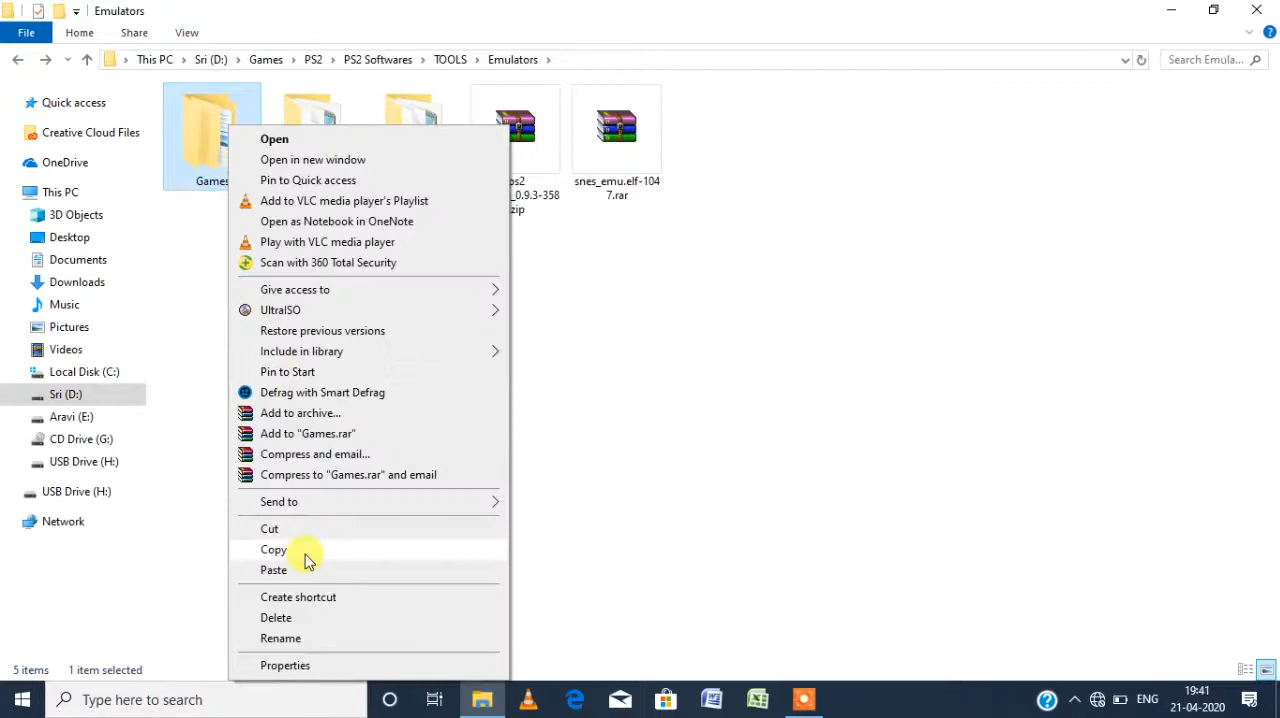 Emulators
File Home Share View
This PC Sri (D:) Games PS2 PS2 Softwares TOOLS Emulators
Search Emula...
Quick access
Creative Cloud Files
OneDrive
This PC
3D Objects
Desktop
Documents
Downloads
Music
Pictures
Videos
Local Disk (C:)
Sri (D:)
Aravi (E:)
CD Drive (G:)
USB Drive (H:)
USB Drive (H:)
Network
Games
_0.9.3-358
zip
snes_emu.elf-104
7.rar
Open
Open in new window
Pin to Quick access
Add to VLC media player's Playlist
Open as Notebook in OneNote
Play with VLC media player
Scan with 360 Total Security
Give access to
UltraISO
Restore previous versions
Include in library
Pin to Start
Defrag with Smart Defrag
Add to archive...
Add to "Games.rar"
Compress and email...
Compress to "Games.rar" and email
Send to
Cut
Copy
Paste
Create shortcut
Delete
Rename
Properties
5 items 1 item selected
Type here to search
ENG
19:41
21-04-2020